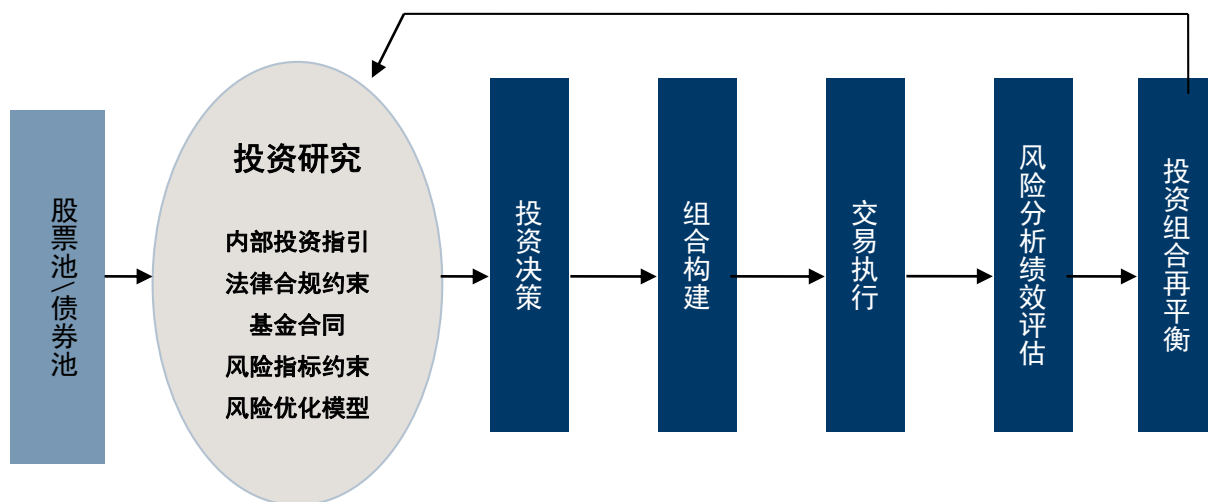 股票池\债券池
投资研究
内部投资指引
法律合规约束
基金合同
风险指标约束
风险优化模型
投资决策
组合构建
交易执行
风险分析绩效评估
投资组合再平衡